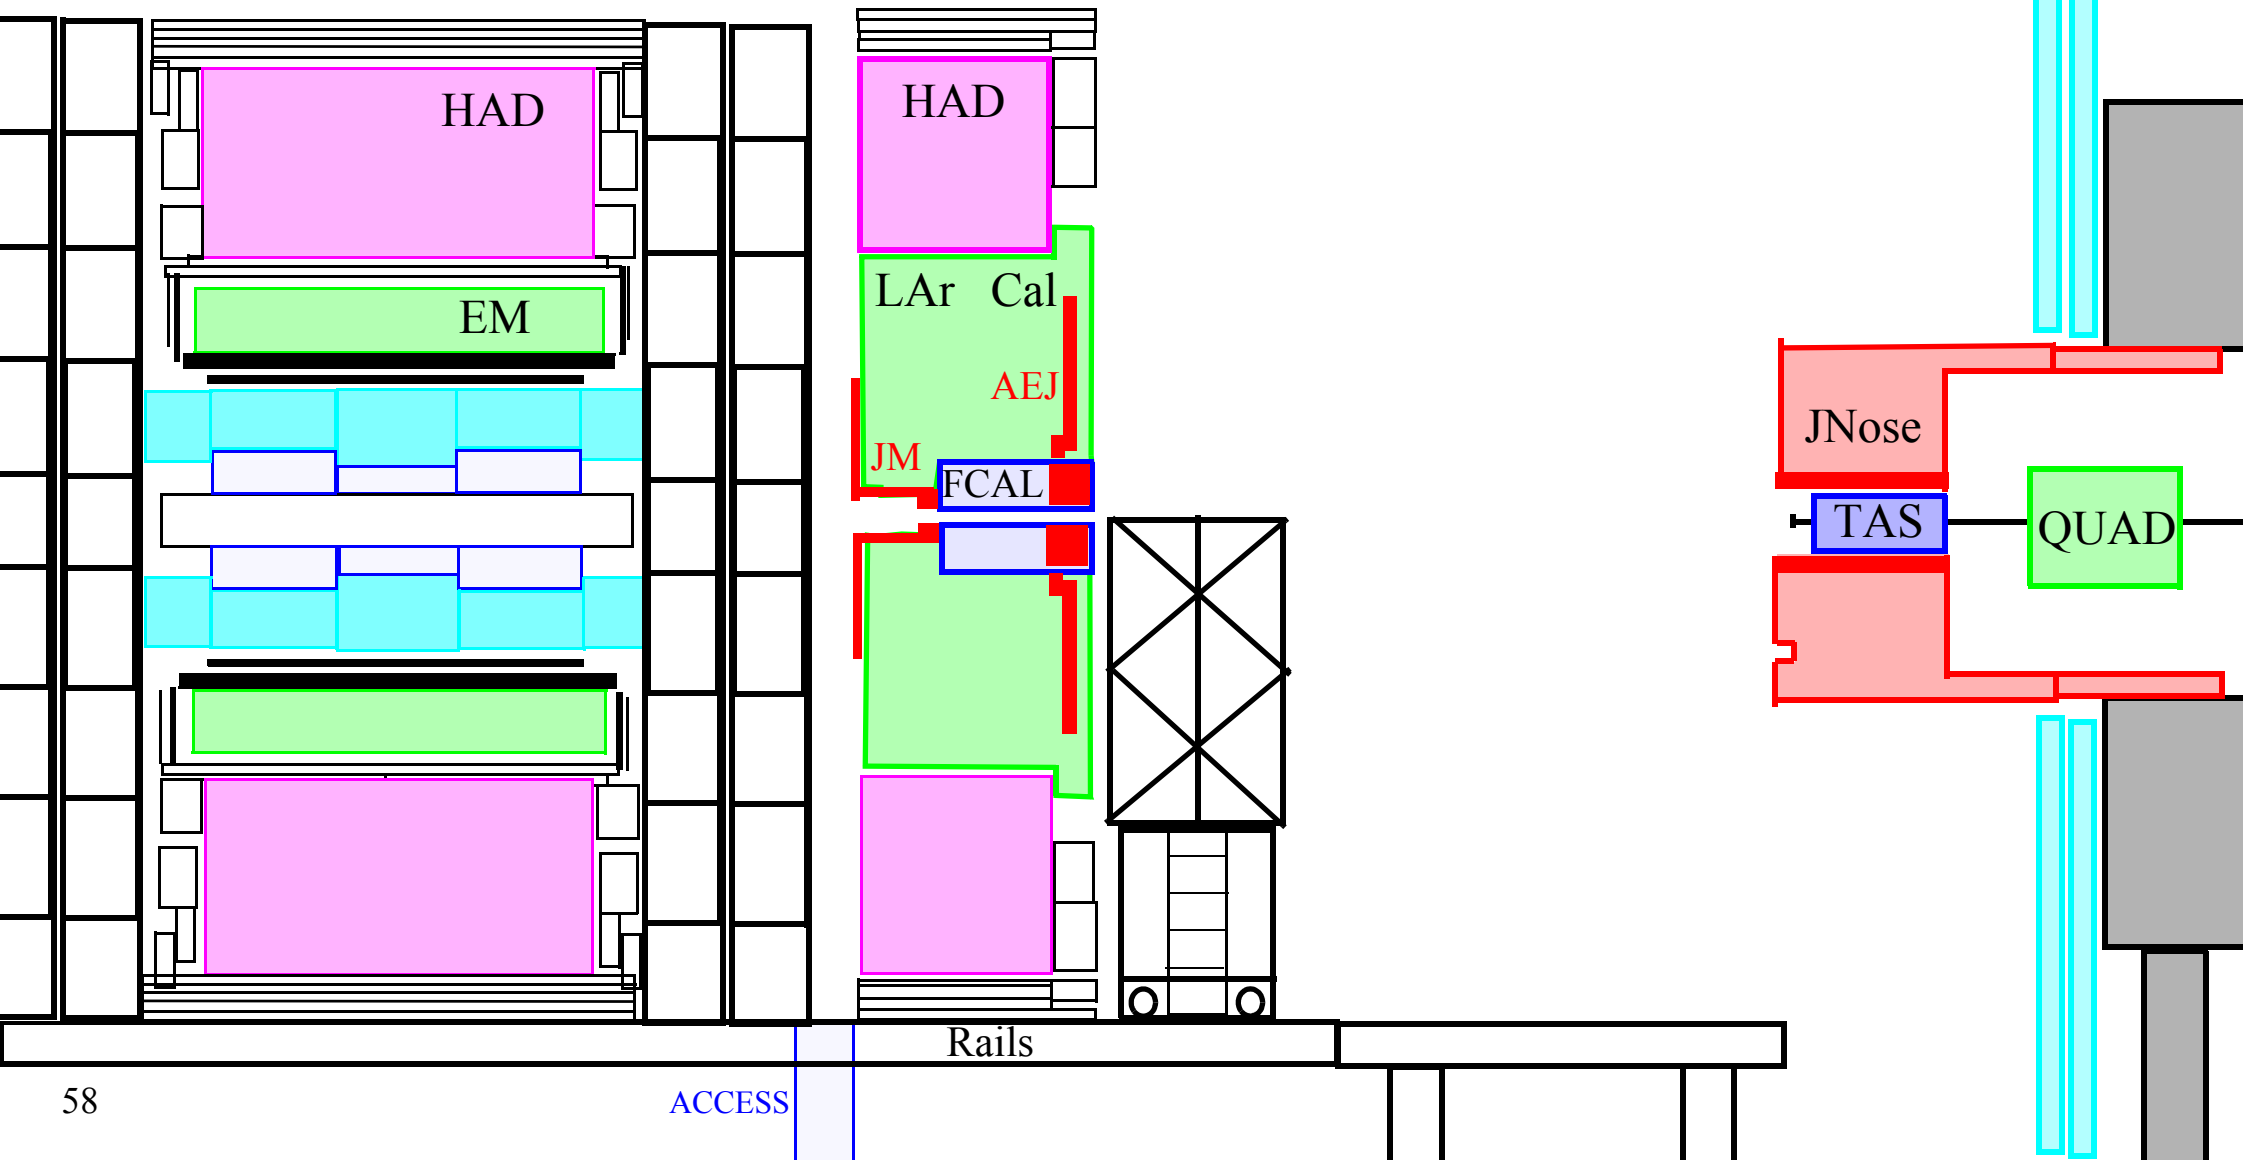 HAD
HAD
EM
LAr Cal
AEJ
JM
FCAL
JNose
TAS
QUAD
Rails
58
ACCESS